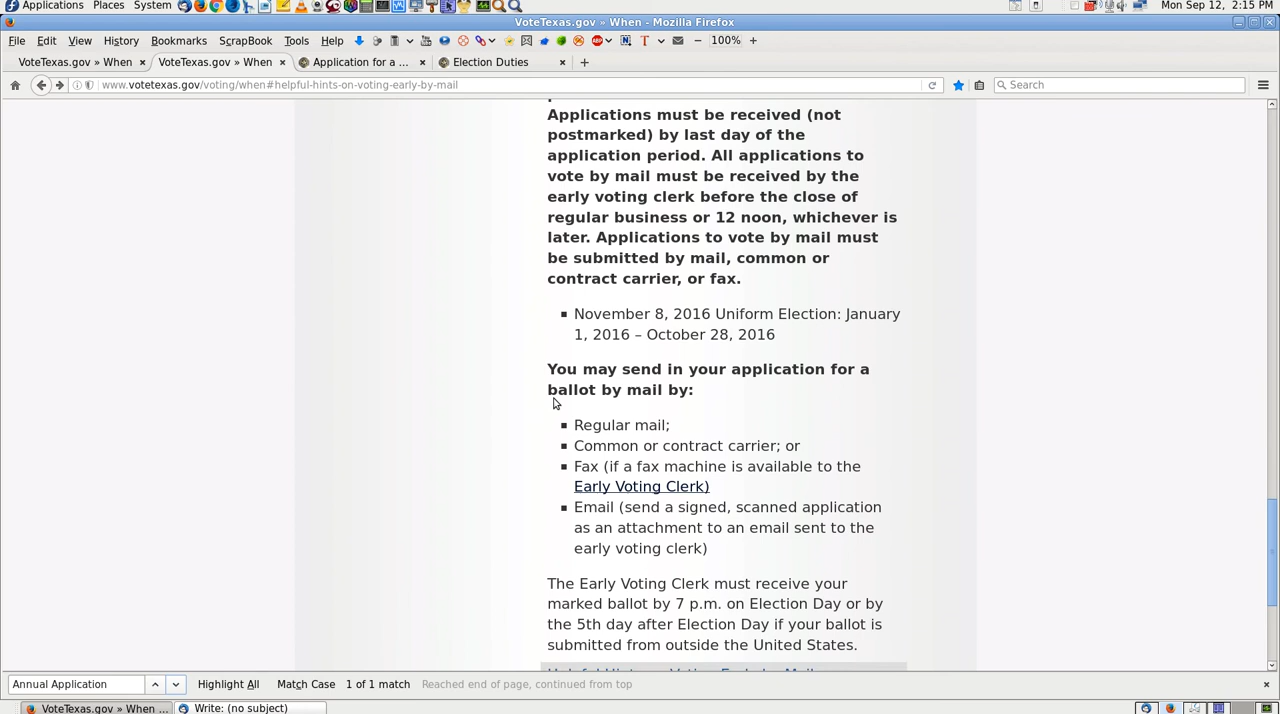 Applications Places System Mon Sep 12, 2:15 PM
VoteTexas.gov » When - Mozilla Firefox
File Edit View History Bookmarks ScrapBook Tools Help 100%
VoteTexas.gov » When VoteTexas.gov » When Application for a ... Election Duties
www.votetexas.gov/voting/when#helpful-hints-on-voting-early-by-mail Search
Applications must be received (not
postmarked) by last day of the
application period. All applications to
vote by mail must be received by the
early voting clerk before the close of
regular business or 12 noon, whichever is
later. Applications to vote by mail must
be submitted by mail, common or
contract carrier, or fax.
November 8, 2016 Uniform Election: January
1, 2016 – October 28, 2016
You may send in your application for a
ballot by mail by:
Regular mail;
Common or contract carrier; or
Fax (if a fax machine is available to the
Early Voting Clerk)
Email (send a signed, scanned application
as an attachment to an email sent to the
early voting clerk)
The Early Voting Clerk must receive your
marked ballot by 7 p.m. on Election Day or by
the 5th day after Election Day if your ballot is
submitted from outside the United States.
Annual Application Highlight All Match Case 1 of 1 match Reached end of page, continued from top
VoteTexas.gov » When ... Write: (no subject)